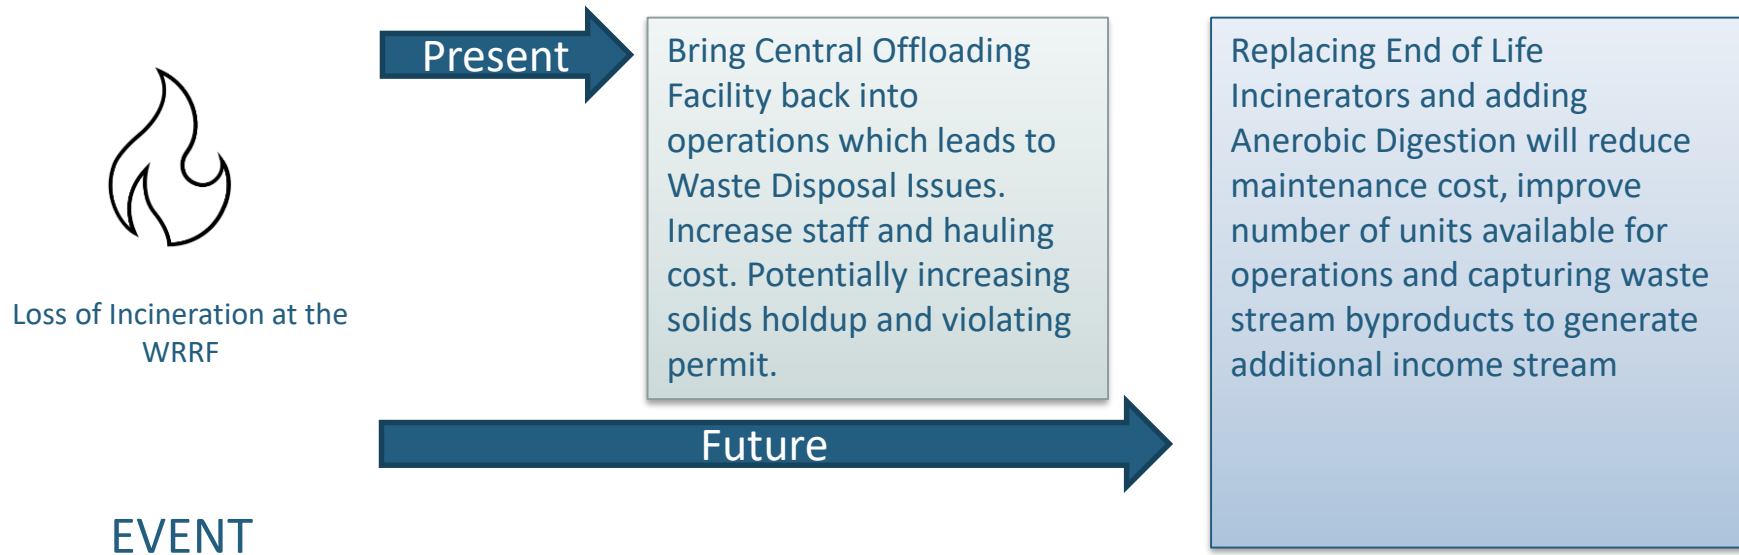 Present
Bring Central Offloading
Facility back into
operations which leads to
Waste Disposal Issues.
Increase staff and hauling
cost. Potentially increasing
solids holdup and violating
permit.
Replacing End of Life
Incinerators and adding
Anerobic Digestion will reduce
maintenance cost, improve
number of units available for
operations and capturing waste
stream byproducts to generate
additional income stream
Loss of Incineration at the
WRRF
Future
EVENT